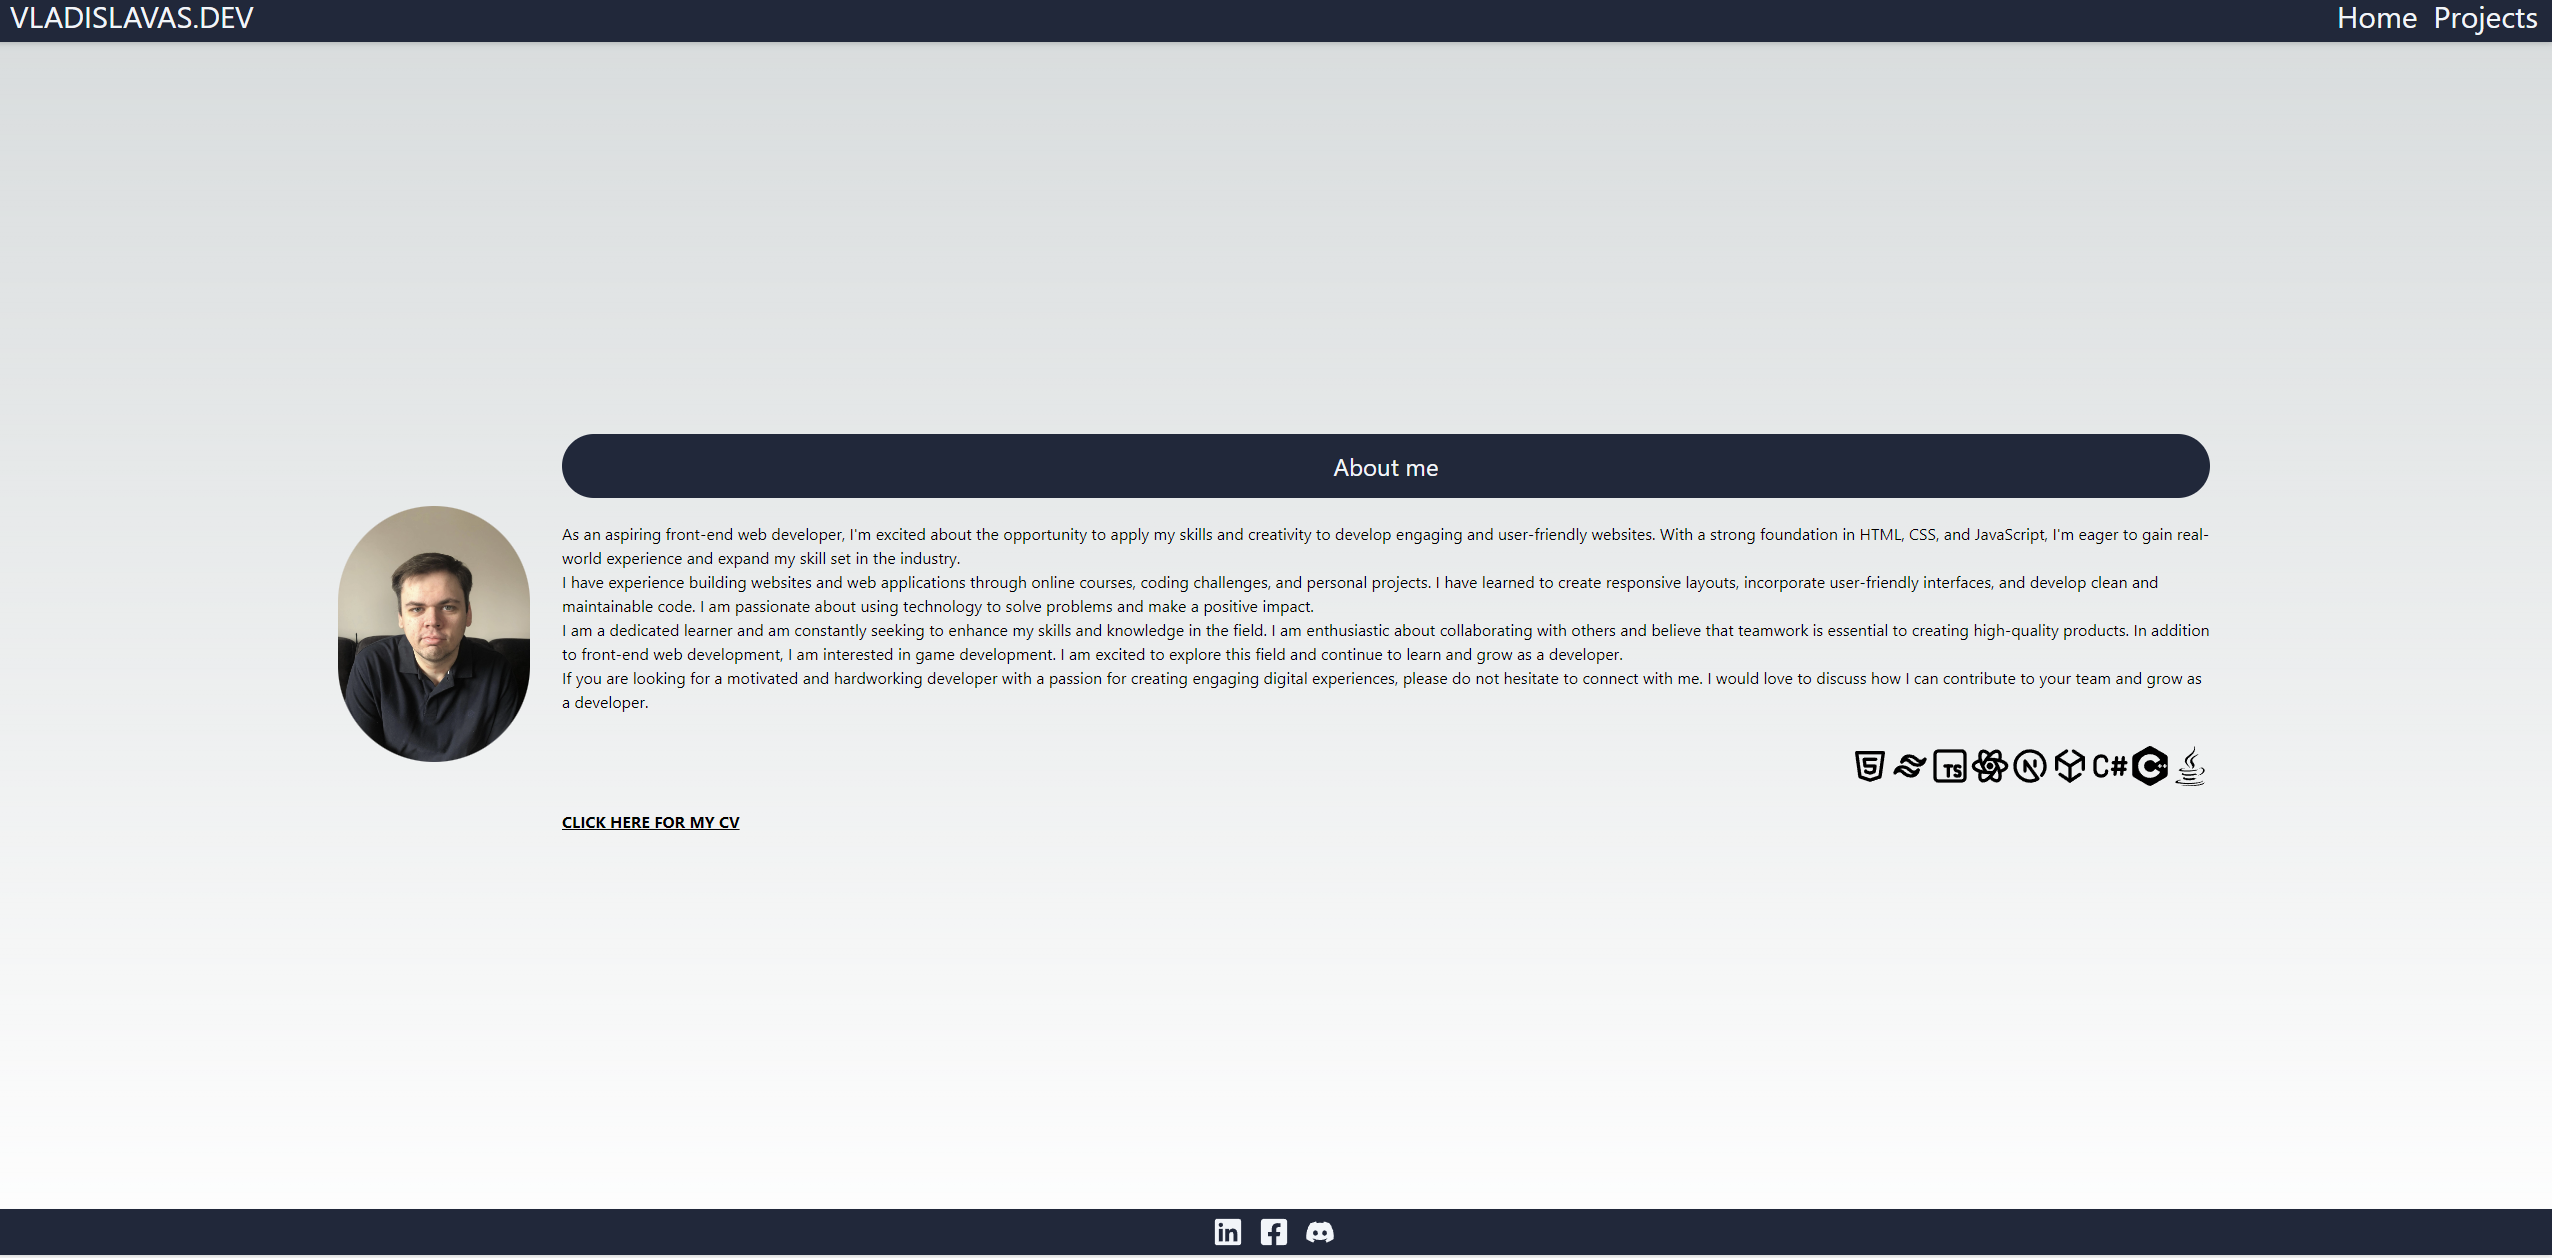 VLADISLAVAS.DEV
Home Projects
About me
As an aspiring front-end web developer, I'm excited about the opportunity to apply my skills and creativity to develop engaging and user-friendly websites. With a strong foundation in HTML, CSS, and JavaScript, I'm eager to gain real-
world experience and expand my skill set in the industry.
I have experience building websites and web applications through online courses, coding challenges, and personal projects. I have learned to create responsive layouts, incorporate user-friendly interfaces, and develop clean and
maintainable code. I am passionate about using technology to solve problems and make a positive impact.
I am a dedicated learner and am constantly seeking to enhance my skills and knowledge in the field. I am enthusiastic about collaborating with others and believe that teamwork is essential to creating high-quality products. In addition
to front-end web development, I am interested in game development. I am excited to explore this field and continue to learn and grow as a developer.
If you are looking for a motivated and hardworking developer with a passion for creating engaging digital experiences, please do not hesitate to connect with me. I would love to discuss how I can contribute to your team and grow as
a developer.
5 TS N C# C++
CLICK HERE FOR MY CV
in f